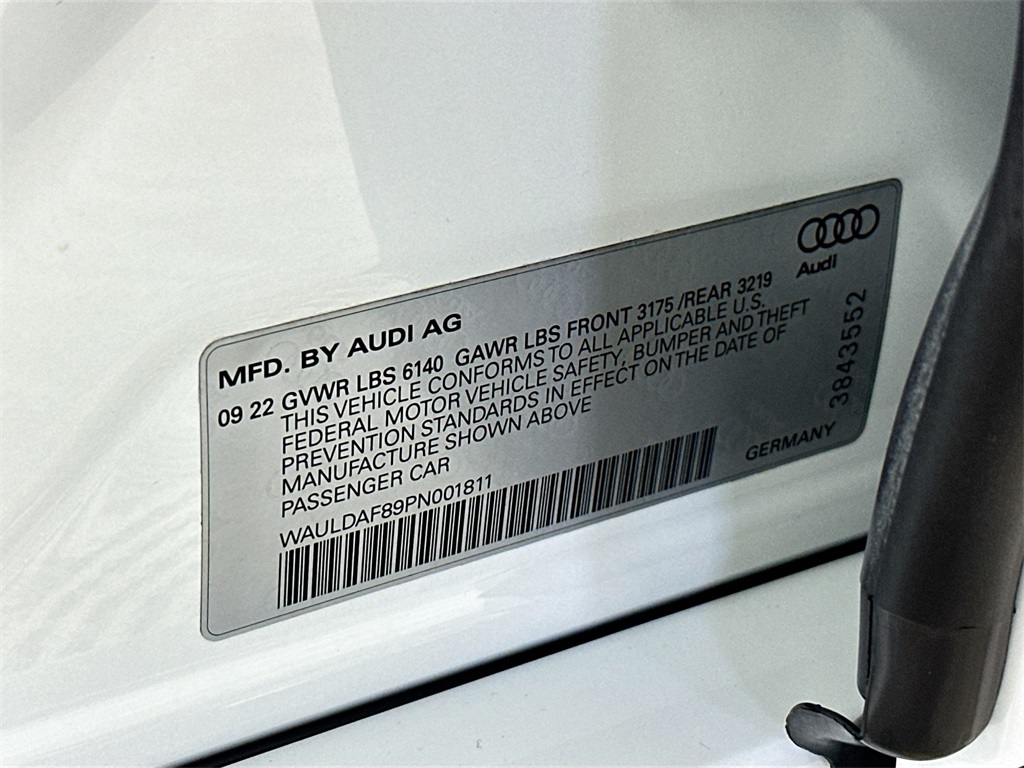 Audi
MFD. BY AUDI AG
09 22 GVWR LBS 6140 GAWR LBS FRONT 3175 /REAR 3219
THIS VEHICLE CONFORMS TO ALL APPLICABLE U.S.
FEDERAL MOTOR VEHICLE SAFETY, BUMPER AND THEFT
PREVENTION STANDARDS IN EFFECT ON THE DATE OF
MANUFACTURE SHOWN ABOVE
PASSENGER CAR
WAULDAF89PN001811
GERMANY
3843552